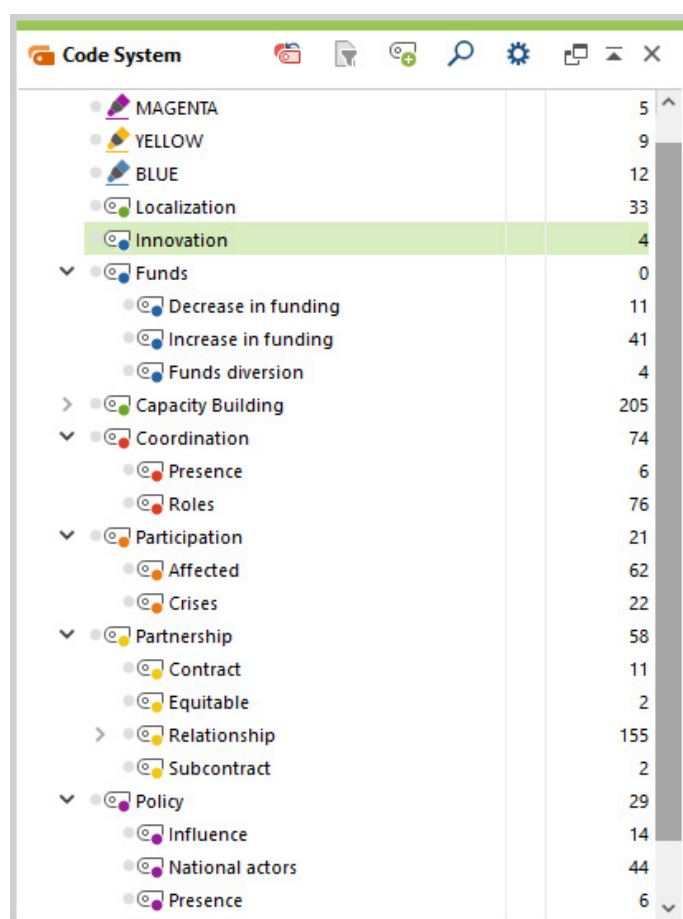 Code System
MAGENTA 5
YELLOW 9
BLUE 12
Localization 33
Innovation 4
Funds 0
Decrease in funding 11
Increase in funding 41
Funds diversion 4
Capacity Building 205
Coordination 74
Presence 6
Roles 76
Participation 21
Affected 62
Crises 22
Partnership 58
Contract 11
Equitable 2
Relationship 155
Subcontract 2
Policy 29
Influence 14
National actors 44
Presence 6